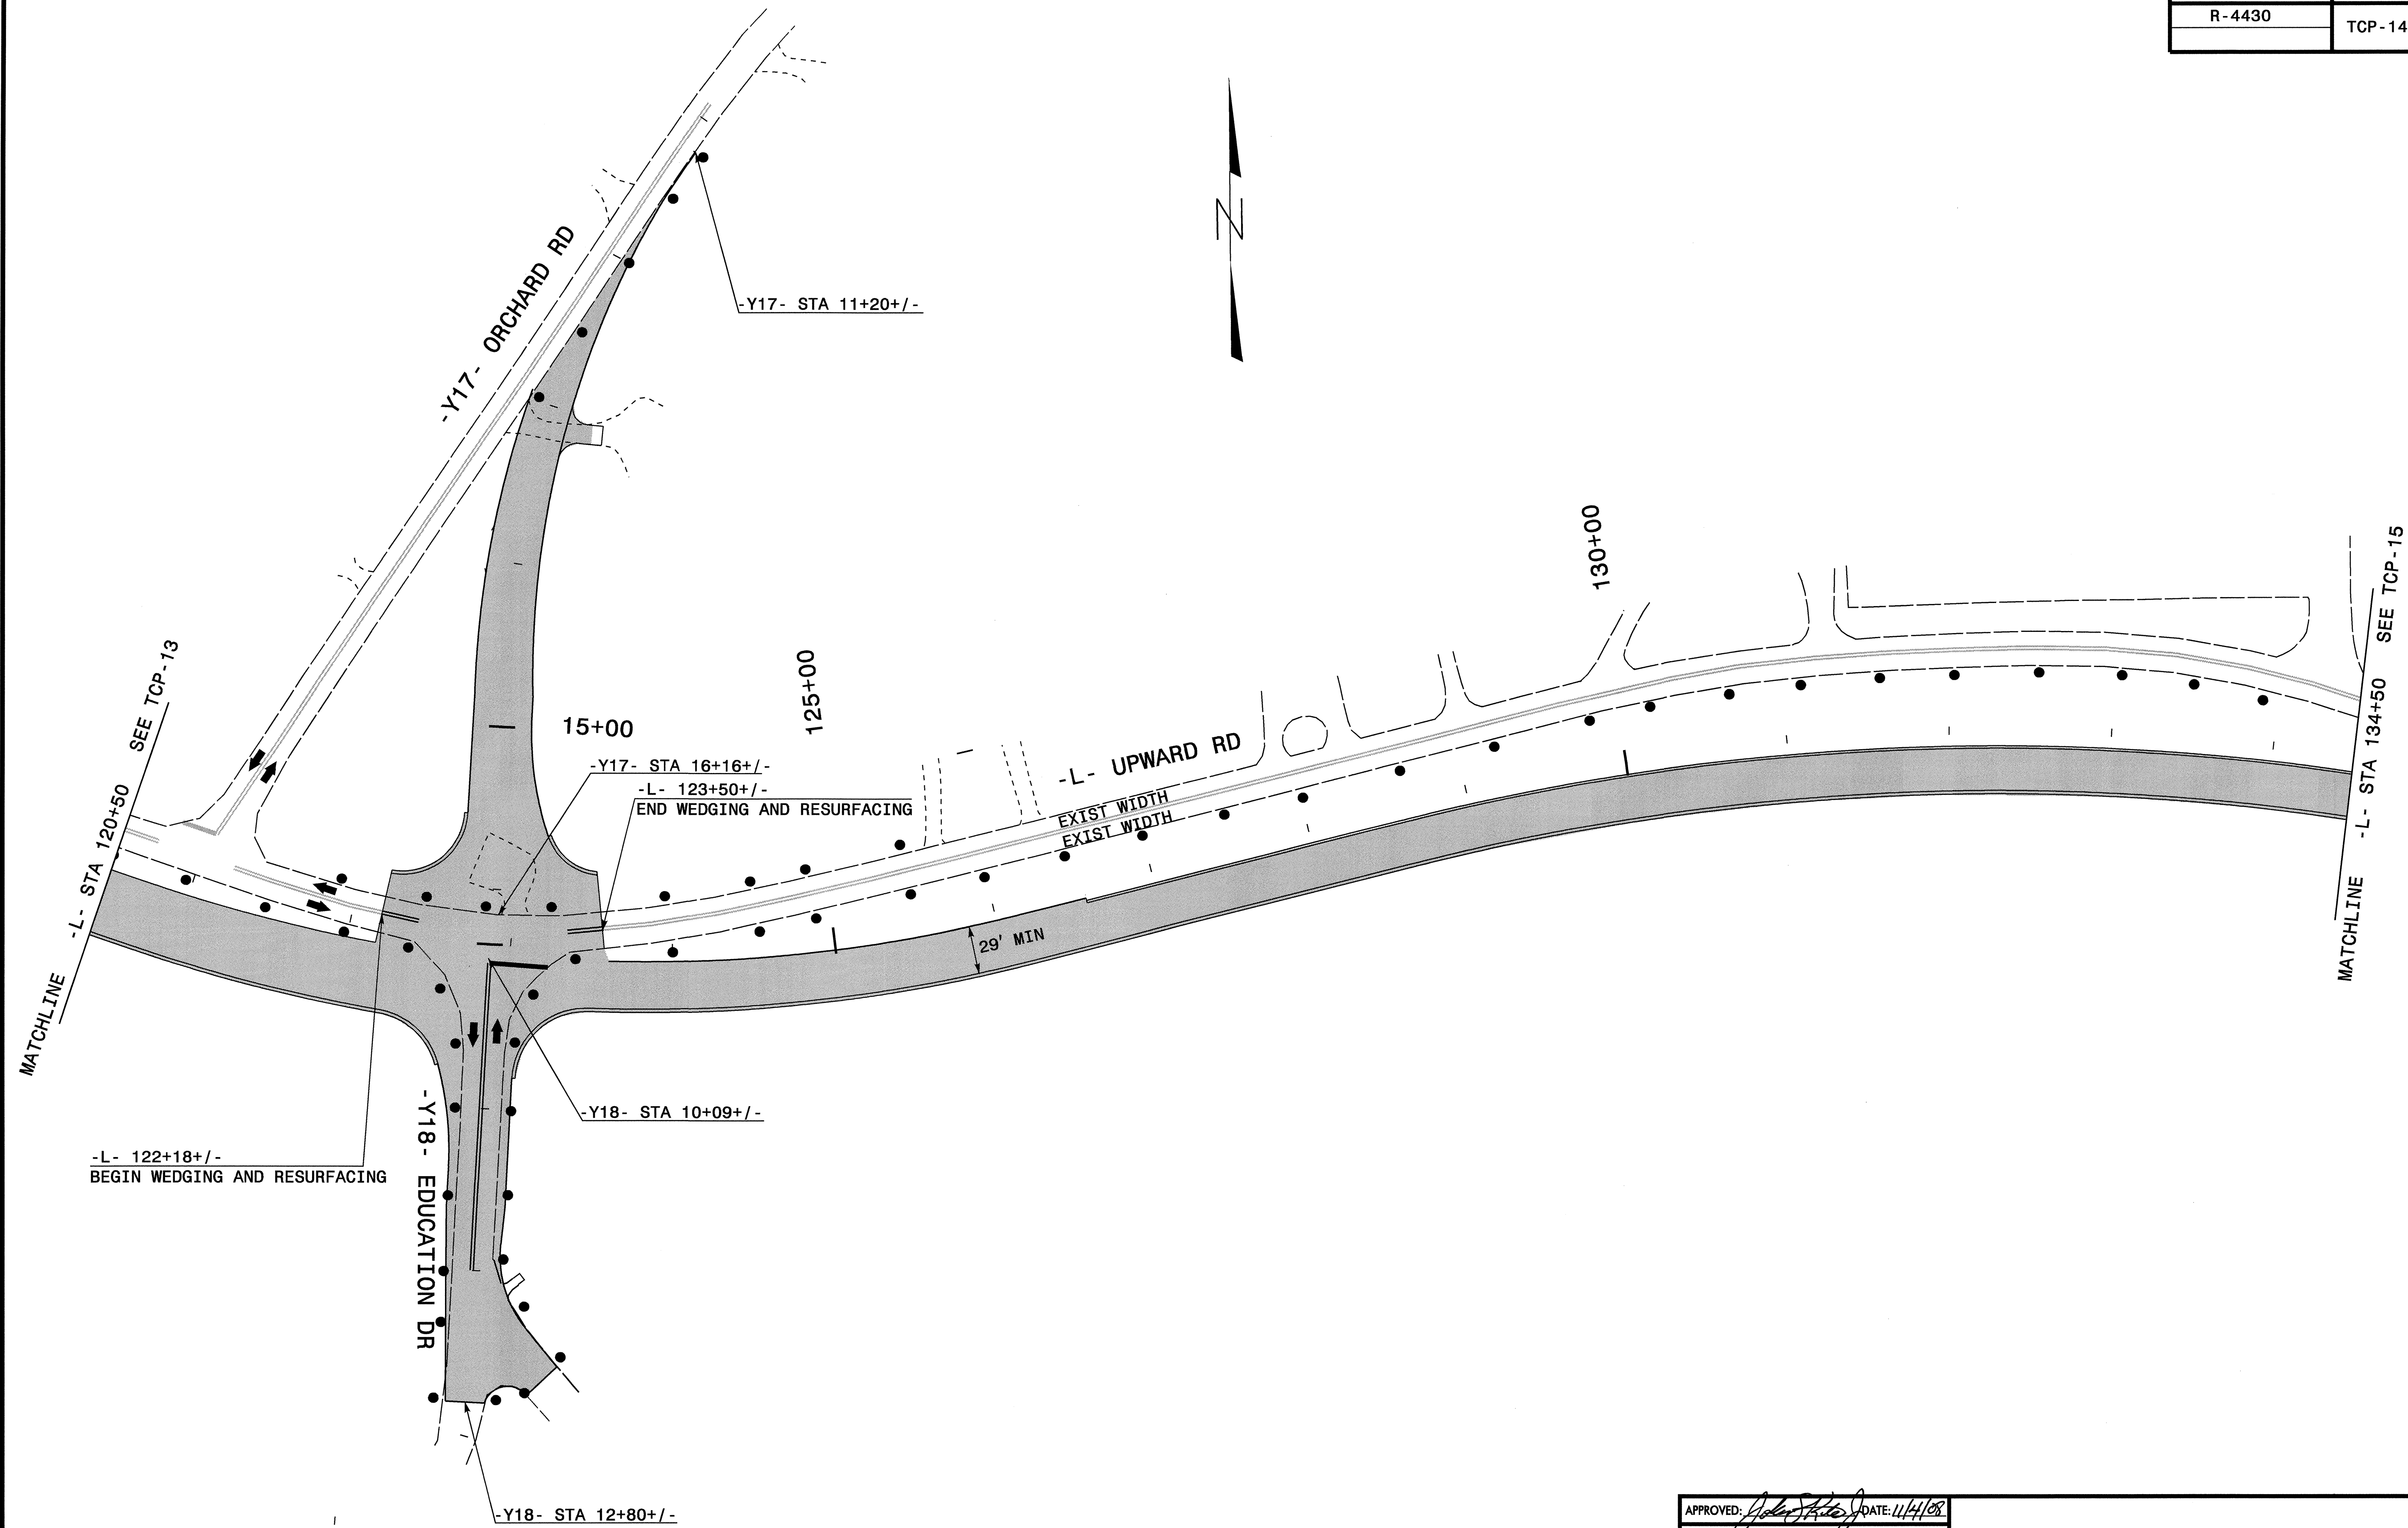 R-4430
TCP-14
N
-Y17- ORCHARD RD
-Y17- STA 11+20+/-
130+00
SEE TCP-15
SEE TCP-13
125+00
15+00
-Y17- STA 16+16+/-
-L- 123+50+/-
END WEDGING AND RESURFACING
-L- UPWARD RD
EXIST WIDTH
EXIST WIDTH
MATCHLINE -L- STA 134+50
MATCHLINE -L- STA 120+50
29' MIN
-Y18- STA 10+09+/-
-L- 122+18+/-
BEGIN WEDGING AND RESURFACING
-Y18- EDUCATION DR
-Y18- STA 12+80+/-
APPROVED: DATE: 11/4/08